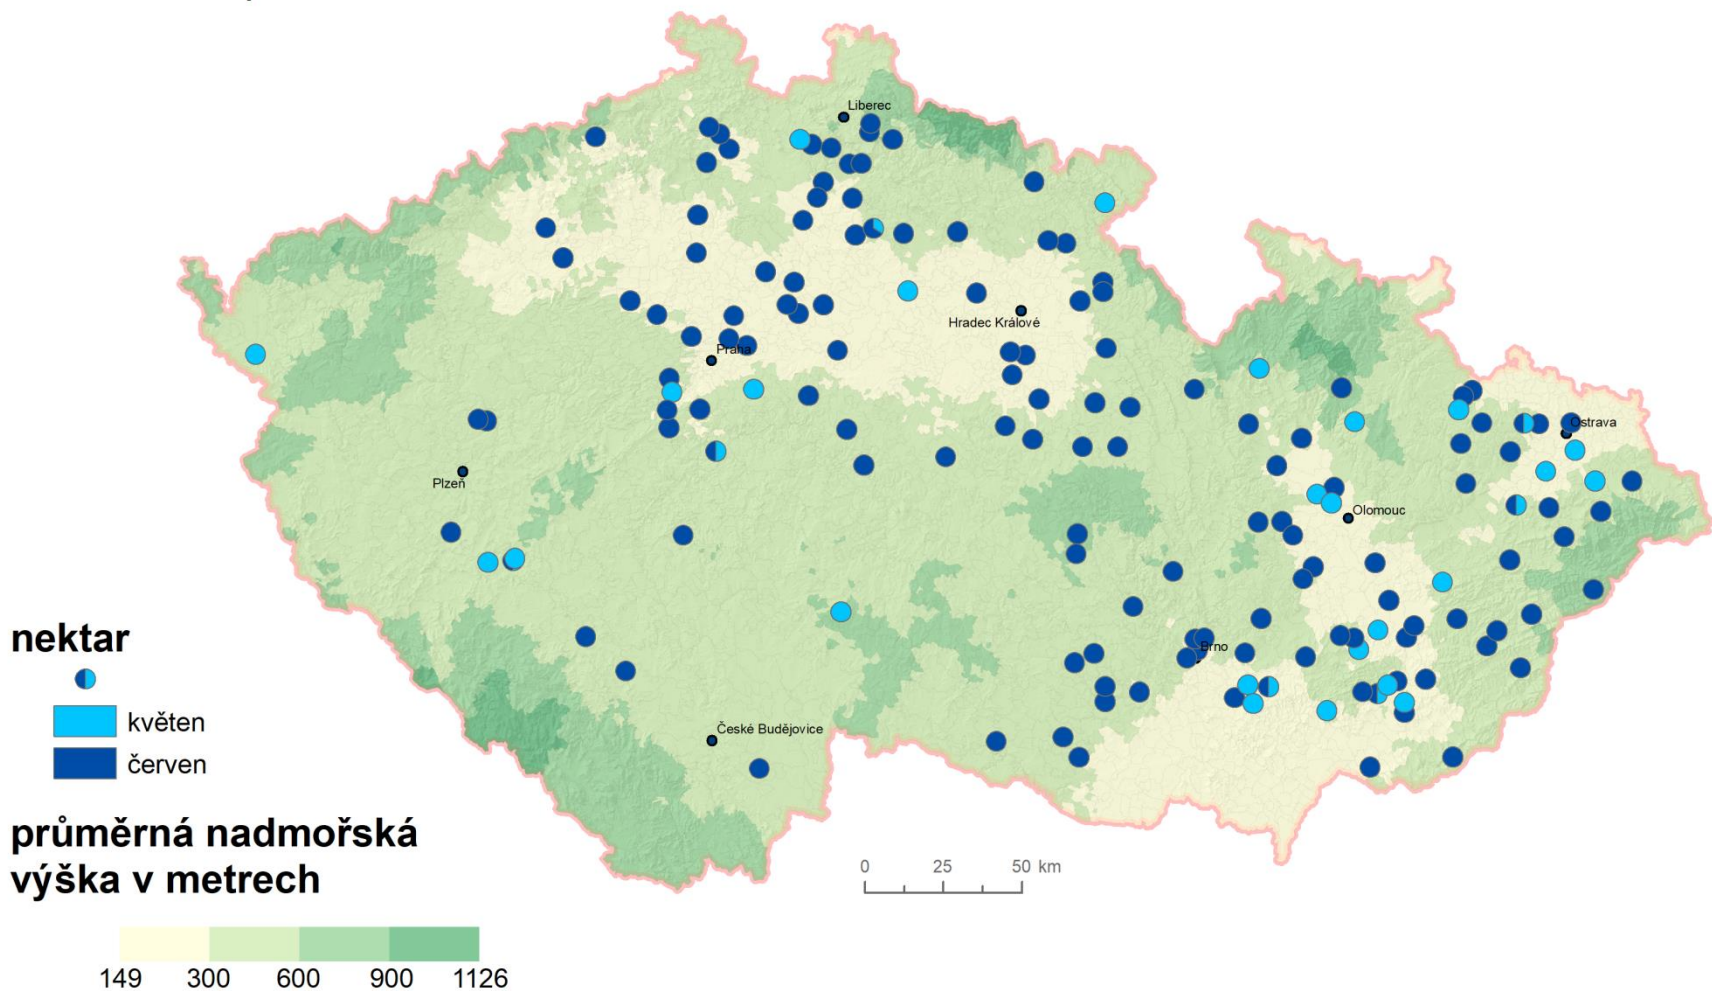 Liberec
Hradec Králové
Praha
Ostrava
Plzeň
Olomouc
Brno
České Budějovice
nektar
květen
červen
průměrná nadmořská
výška v metrech
0 25 50 km
149 300 600 900 1126